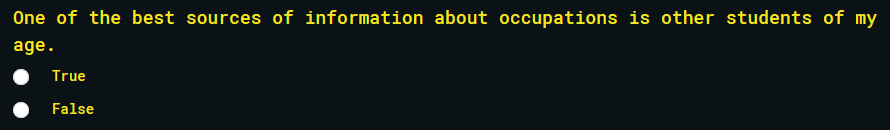 One of the best sources of information about occupations is other students of my
age.
True
False